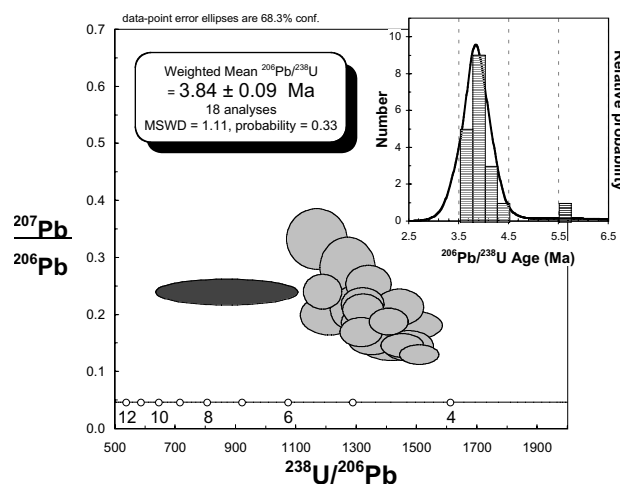 data-point error ellipses are 68.3% conf.
0.7
0.6
0.5
0.4
0.3
0.2
0.1
0.0
207Pb
206Pb
Weighted Mean 206Pb/238U
= 3.84 ± 0.09 Ma
18 analyses
MSWD = 1.11, probability = 0.33
10
8
6
4
2
0
Number
Relative probability
2.5 3.5 4.5 5.5 6.5
206Pb/238U Age (Ma)
12 10 8 6 4
500 700 900 1100 1300 1500 1700 1900
238U/206Pb